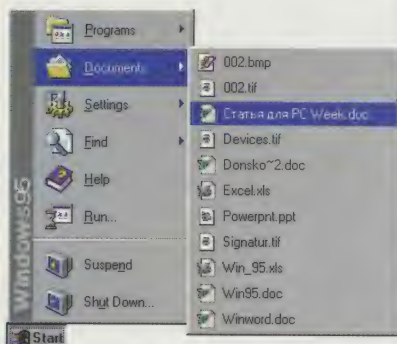 Programs
Documents
Settings
Find
Help
Run...
Suspend
Shut Down...
Windows95
Start
002.bmp
002.tif
Статья для PC Week.doc
Devices.tif
Donsko~2.doc
Excel.xls
Powerpnt.ppt
Signatur.tif
Win_95.xls
Win95.doc
Winword.doc